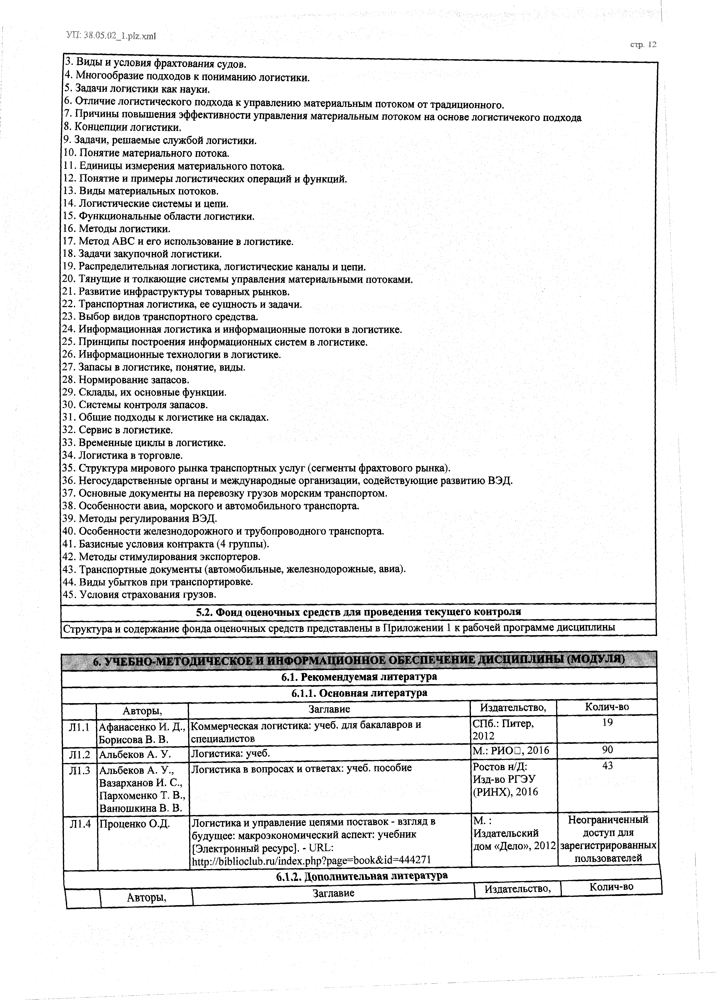 УП: 38.05.02_1.plz.xml
стр. 12
3. Виды и условия фрахтования судов.
4. Многообразие подходов к пониманию логистики.
5. Задачи логистики как науки.
6. Отличие логистического подхода к управлению материальным потоком от традиционного.
7. Причины повышения эффективности управления материальным потоком на основе логистичекого подхода
8. Концепции логистики.
9. Задачи, решаемые службой логистики.
10. Понятие материального потока.
11. Единицы измерения материального потока.
12. Понятие и примеры логистических операций и функций.
13. Виды материальных потоков.
14. Логистические системы и цепи.
15. Функциональные области логистики.
16. Методы логистики.
17. Метод АВС и его использование в логистике.
18. Задачи закупочной логистики.
19. Распределительная логистика, логистические каналы и цепи.
20. Тянущие и толкающие системы управления материальными потоками.
21. Развитие инфраструктуры товарных рынков.
22. Транспортная логистика, ее сущность и задачи.
23. Выбор видов транспортного средства.
24. Информационная логистика и информационные потоки в логистике.
25. Принципы построения информационных систем в логистике.
26. Информационные технологии в логистике.
27. Запасы в логистике, понятие, виды.
28. Нормирование запасов.
29. Склады, их основные функции.
30. Системы контроля запасов.
31. Общие подходы к логистике на складах.
32. Сервис в логистике.
33. Временные циклы в логистике.
34. Логистика в торговле.
35. Структура мирового рынка транспортных услуг (сегменты фрахтового рынка).
36. Негосударственные органы и международные организации, содействующие развитию ВЭД.
37. Основные документы на перевозку грузов морским транспортом.
38. Особенности авиа, морского и автомобильного транспорта.
39. Методы регулирования ВЭД.
40. Особенности железнодорожного и трубопроводного транспорта.
41. Базисные условия контракта (4 группы).
42. Методы стимулирования экспортеров.
43. Транспортные документы (автомобильные, железнодорожные, авиа).
44. Виды убытков при транспортировке.
45. Условия страхования грузов.
5.2. Фонд оценочных средств для проведения текущего контроля
Структура и содержание фонда оценочных средств представлены в Приложении 1 к рабочей программе дисциплины
6. УЧЕБНО-МЕТОДИЧЕСКОЕ И ИНФОРМАЦИОННОЕ ОБЕСПЕЧЕНИЕ ДИСЦИПЛИНЫ (МОДУЛЯ)
6.1. Рекомендуемая литература
6.1.1. Основная литература
Авторы, Заглавие Издательство, Колич-во
Л1.1 Афанасенко И. Д., Коммерческая логистика: учеб. для бакалавров и СПб.: Питер, 19
Борисова В. В. специалистов 2012
Л1.2 Альбеков А. У. Логистика: учеб. М.: РИО□, 2016 90
Л1.3 Альбеков А. У., Логистика в вопросах и ответах: учеб. пособие Ростов н/Д: 43
Вазарханов И. С., Изд-во РГЭУ
Пархоменко Т. В., (РИНХ), 2016
Ванюшкина В. В.
Л1.4 Проценко О.Д. Логистика и управление цепями поставок - взгляд в М. : Неограниченный
будущее: макроэкономический аспект: учебник Издательский доступ для
[Электронный ресурс]. - URL: дом «Дело», 2012 зарегистрированных
http://biblioclub.ru/index.php?page=book&id=444271 пользователей
6.1.2. Дополнительная литература
Авторы, Заглавие Издательство, Колич-во